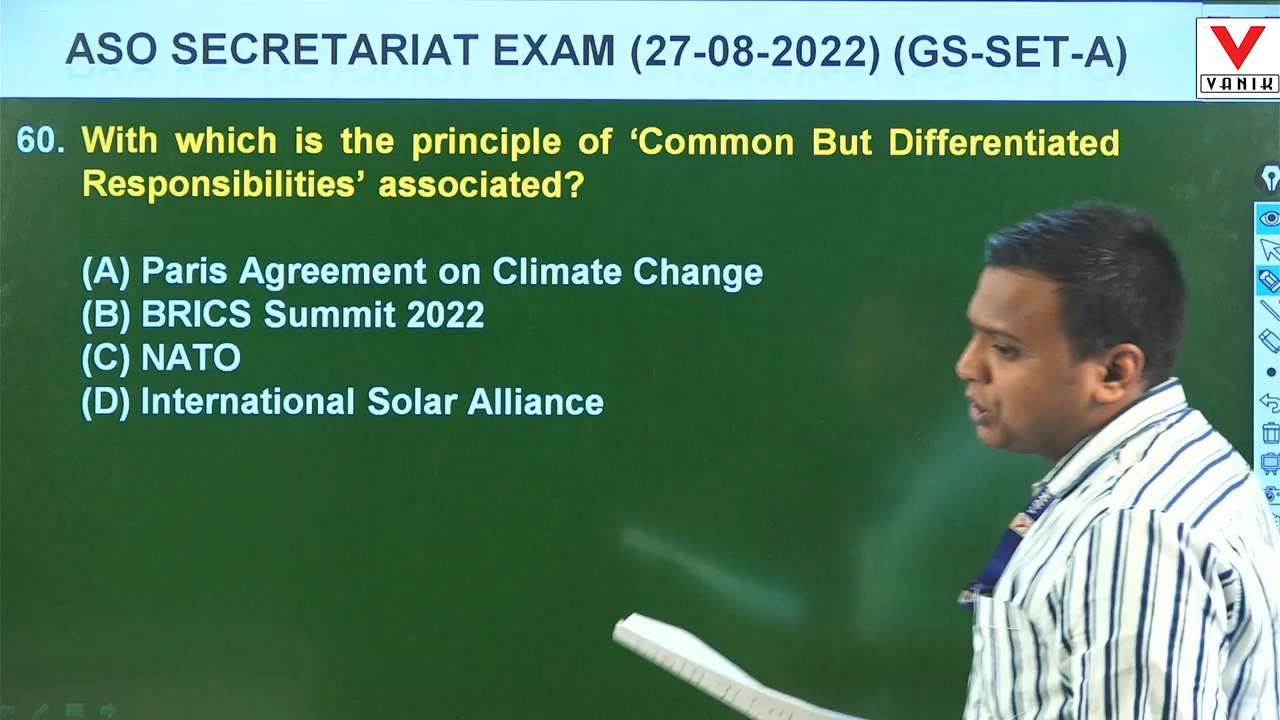 ASO SECRETARIAT EXAM (27-08-2022) (GS-SET-A)
VANIK
60. With which is the principle of ‘Common But Differentiated
Responsibilities’ associated?
(A) Paris Agreement on Climate Change
(B) BRICS Summit 2022
(C) NATO
(D) International Solar Alliance